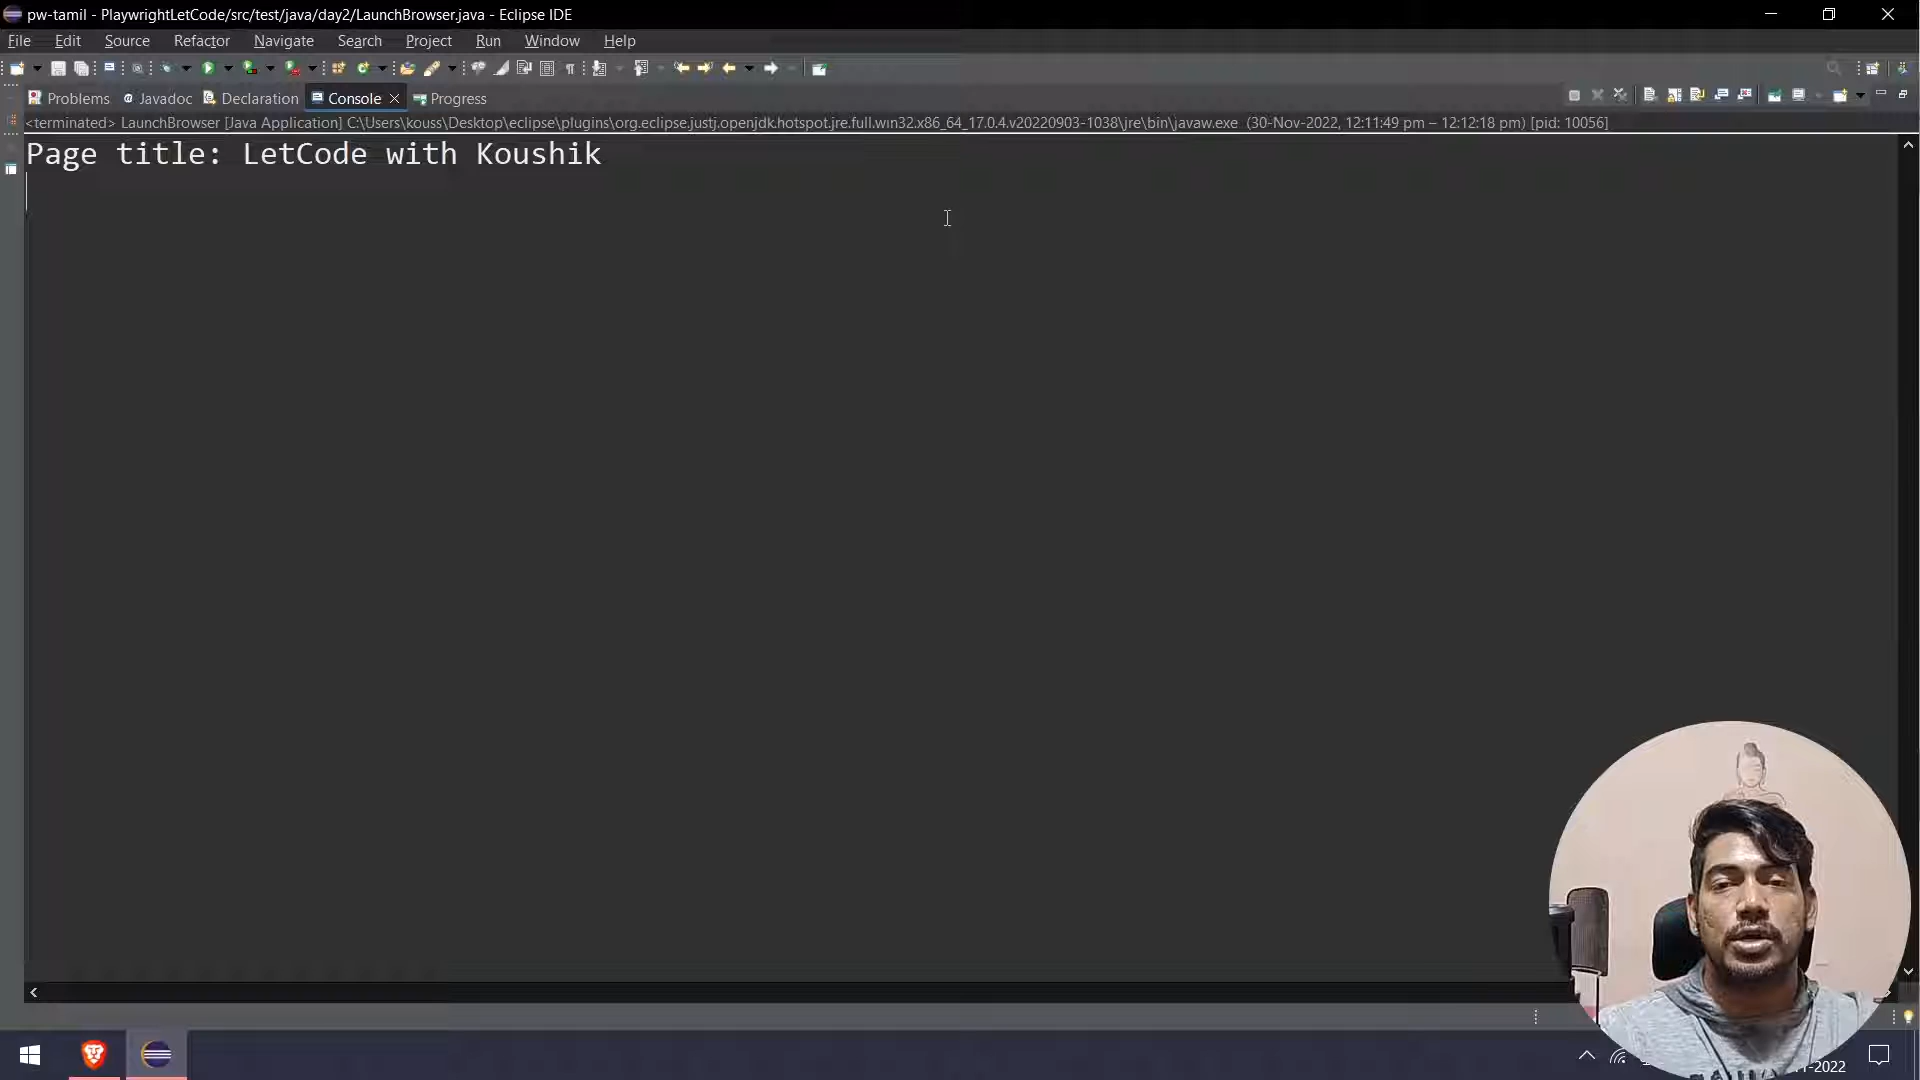 pw-tamil - PlaywrightLetCode/src/test/java/day2/LaunchBrowser.java - Eclipse IDE
File Edit Source Refactor Navigate Search Project Run Window Help
Problems Javadoc Declaration Console Progress
<terminated> LaunchBrowser [Java Application] C:\Users\kouss\Desktop\eclipse\plugins\org.eclipse.justj.openjdk.hotspot.jre.full.win32.x86_64_17.0.4.v20220903-1038\jre\bin\javaw.exe (30-Nov-2022, 12:11:49 pm – 12:12:18 pm) [pid: 10056]
Page title: LetCode with Koushik
-2022